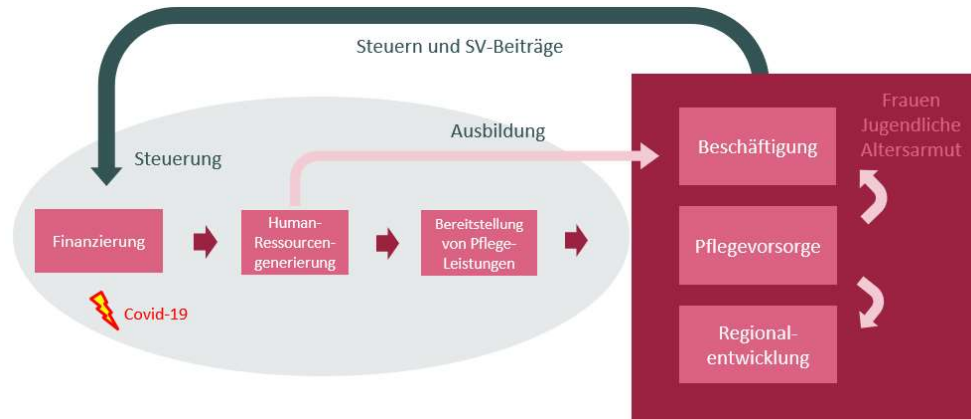 Steuern und SV-Beiträge
Frauen
Jugendliche
Altersarmut
Ausbildung
Beschäftigung
Steuerung
Finanzierung
Human-
Ressourcen-
generierung
Bereitstellung
von Pflege-
Leistungen
Pflegevorsorge
Covid-19
Regional-
entwicklung